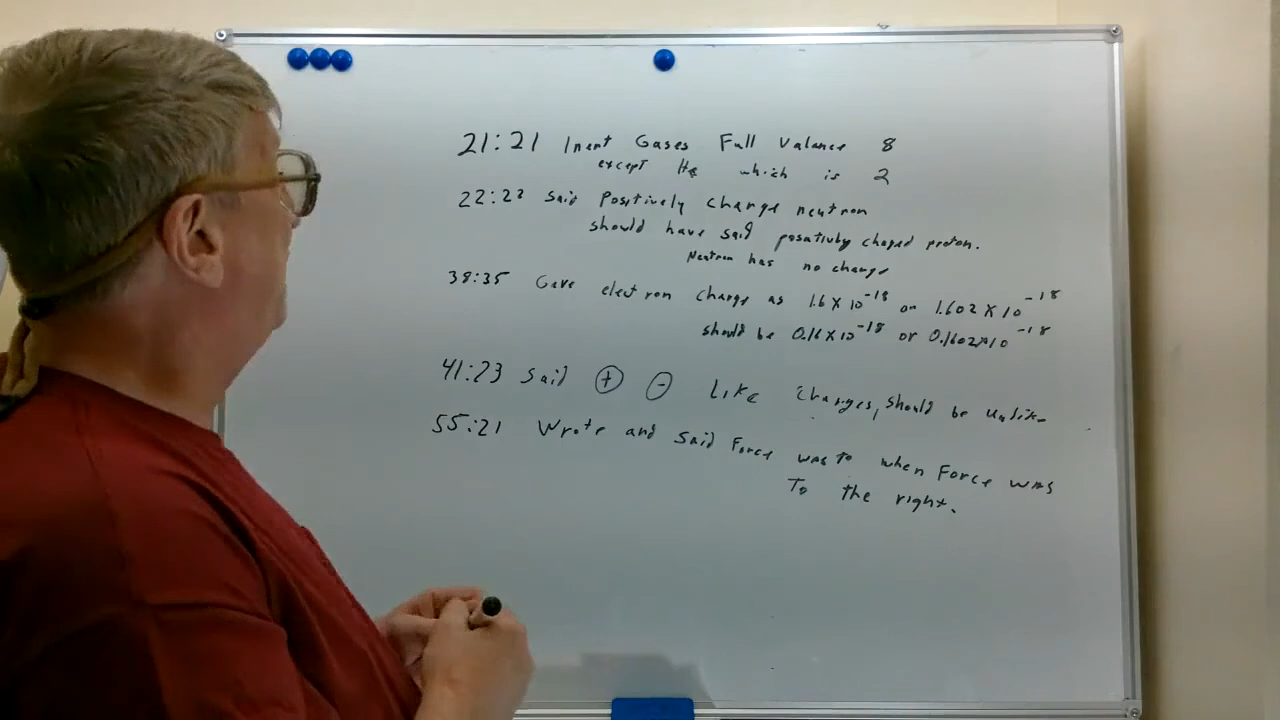 21:21 Inert Gases Full Valance 8
except He which is 2
22:22 said Positively charge neutron
should have said posativly charged proton.
Neutron has no charge
38:35 Gave electron charge as 1.6 X 10⁻¹⁸ or 1.602 X 10⁻¹⁸
should be 0.16 X 10⁻¹⁸ or 0.1602 X 10⁻¹⁸
41:23 said ⊕ ⊖ Like charges, should be unlike
55:21 Wrote and said Force was to when Force was
To the right.